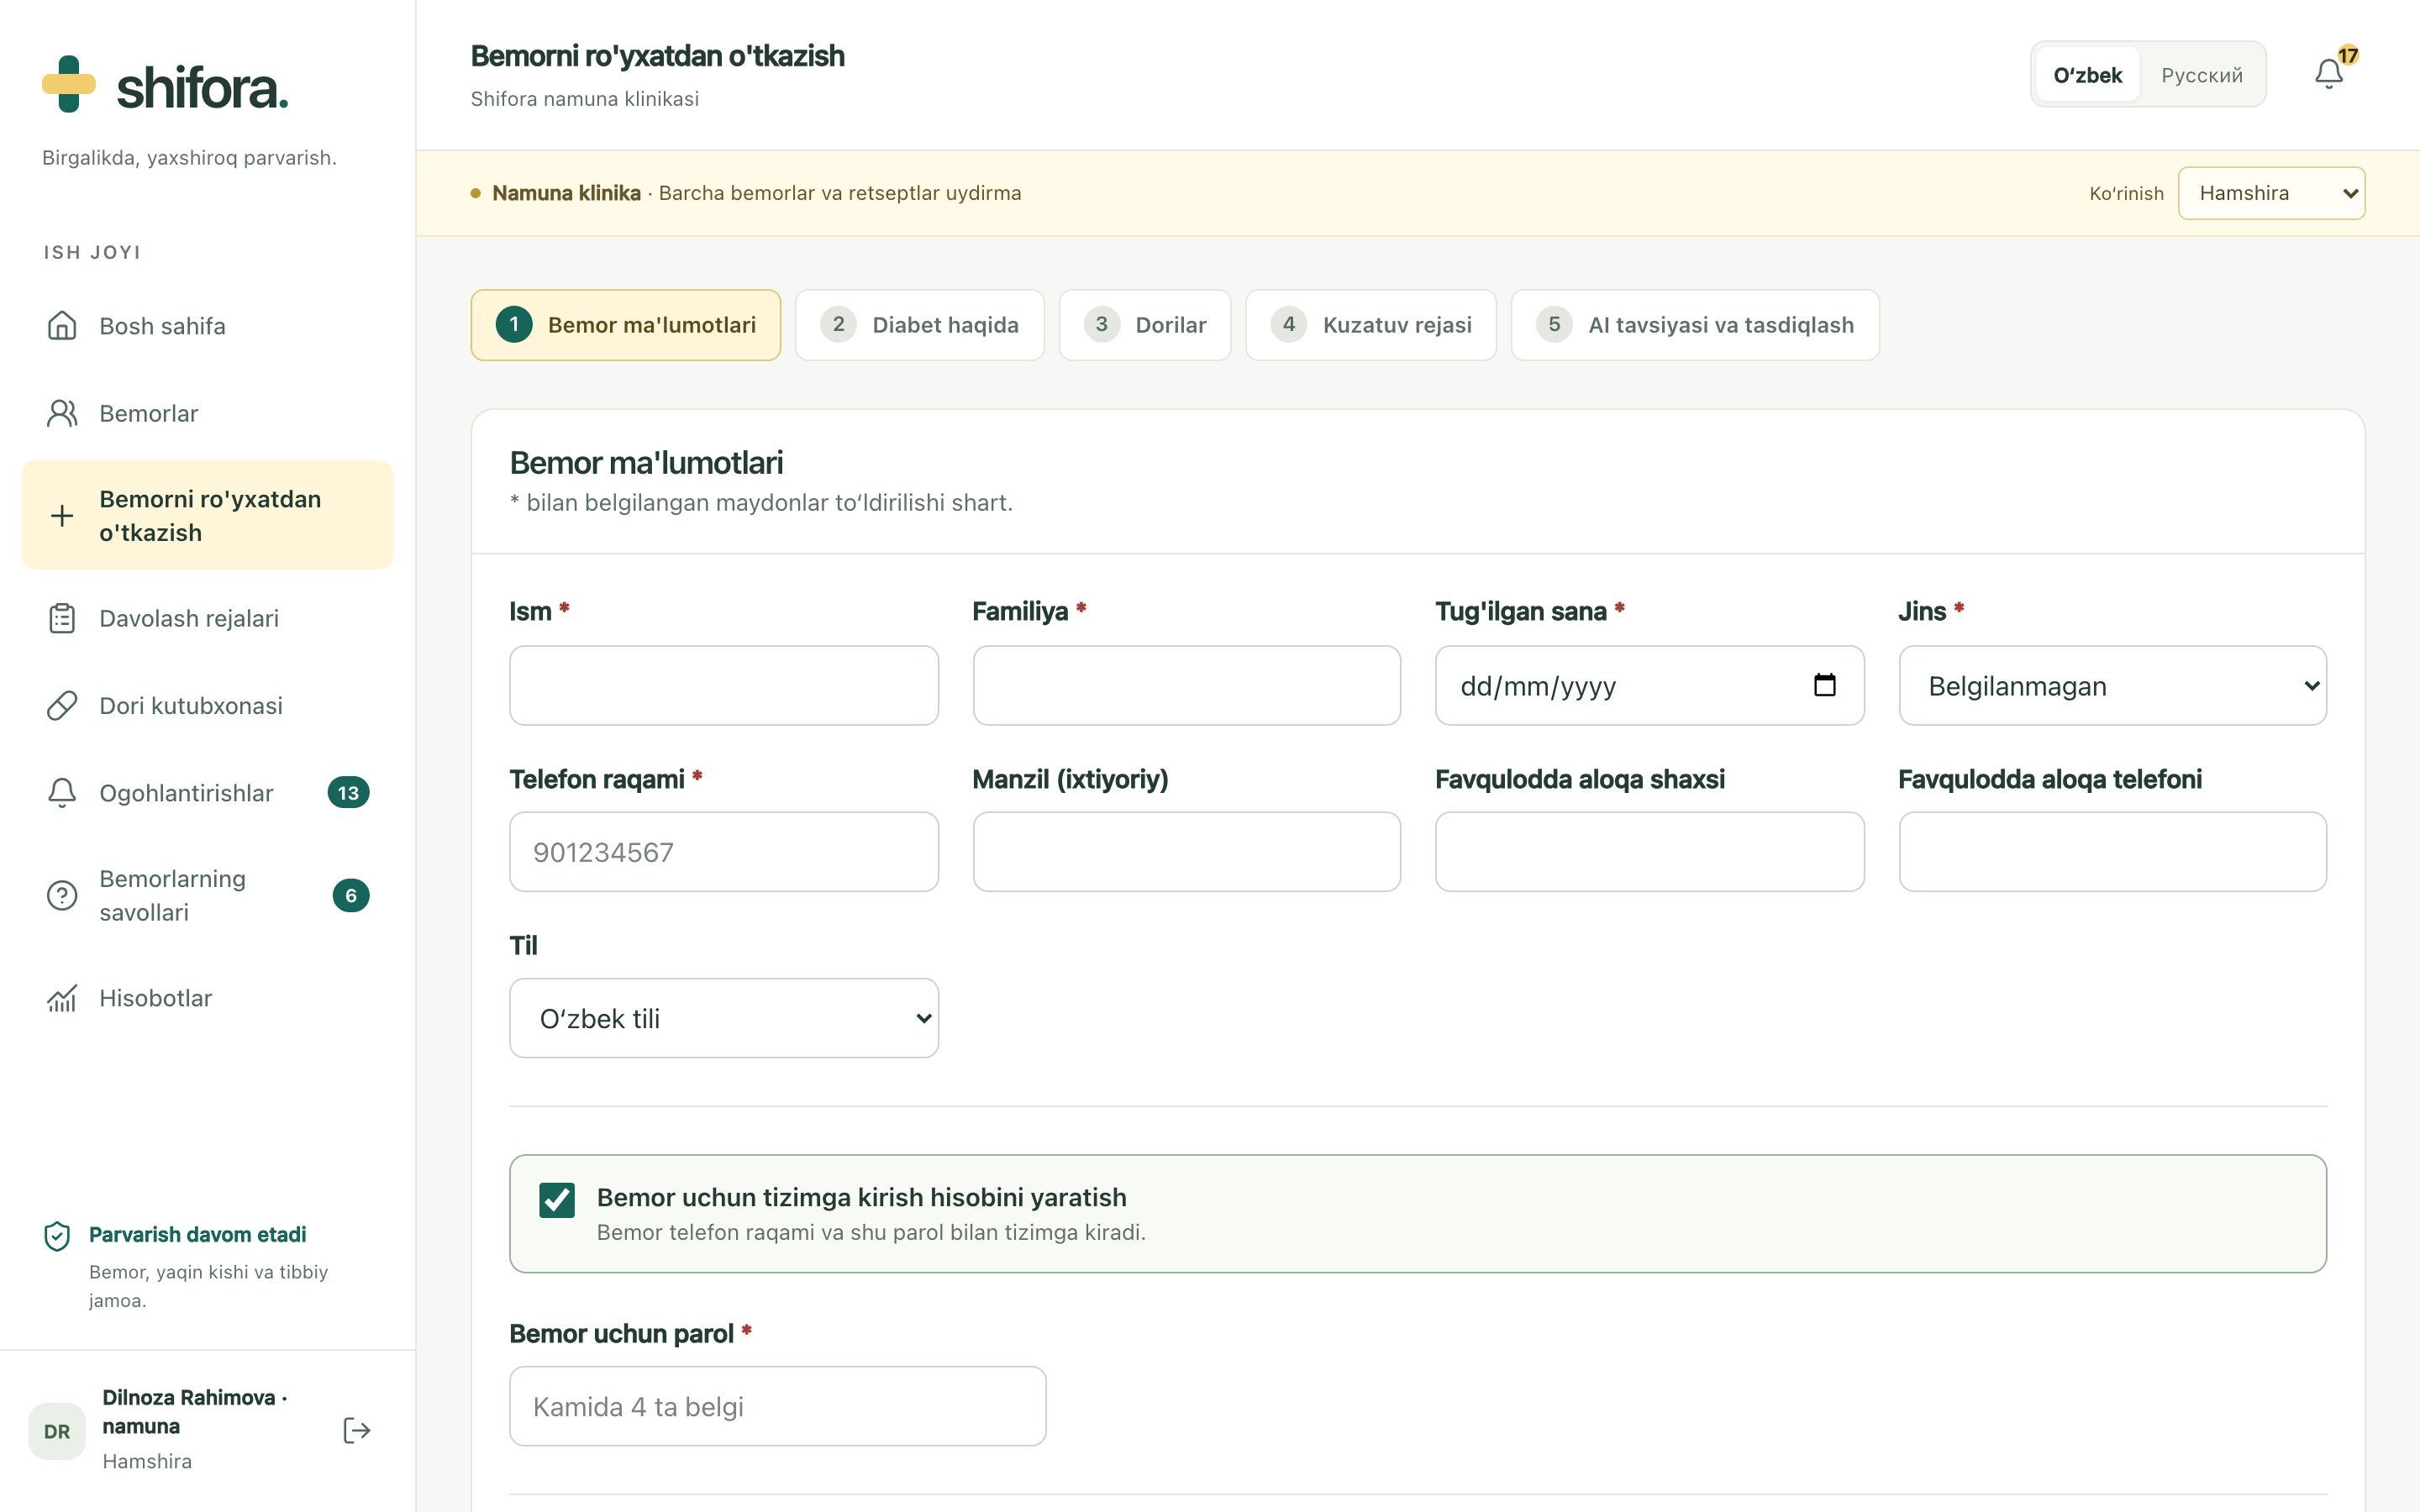 shifora.
Birgalikda, yaxshiroq parvarish.
ISH JOYI
Bosh sahifa
Bemorlar
Bemorni ro'yxatdan
o'tkazish
Davolash rejalari
Dori kutubxonasi
Ogohlantirishlar 13
Bemorlarning
savollari
6
Hisobotlar
Parvarish davom etadi
Bemor, yaqin kishi va tibbiy
jamoa.
DR
Dilnoza Rahimova ·
namuna
Hamshira
Bemorni ro'yxatdan o'tkazish
Shifora namuna klinikasi
Oʻzbek Русский
17
Namuna klinika · Barcha bemorlar va retseptlar uydirma
Koʻrinish Hamshira
1 Bemor ma'lumotlari 2 Diabet haqida 3 Dorilar 4 Kuzatuv rejasi 5 AI tavsiyasi va tasdiqlash
Bemor ma'lumotlari
* bilan belgilangan maydonlar toʻldirilishi shart.
Ism * Familiya * Tug'ilgan sana * Jins *
dd/mm/yyyy Belgilanmagan
Telefon raqami * Manzil (ixtiyoriy) Favqulodda aloqa shaxsi Favqulodda aloqa telefoni
901234567
Til
Oʻzbek tili
Bemor uchun tizimga kirish hisobini yaratish
Bemor telefon raqami va shu parol bilan tizimga kiradi.
Bemor uchun parol *
Kamida 4 ta belgi